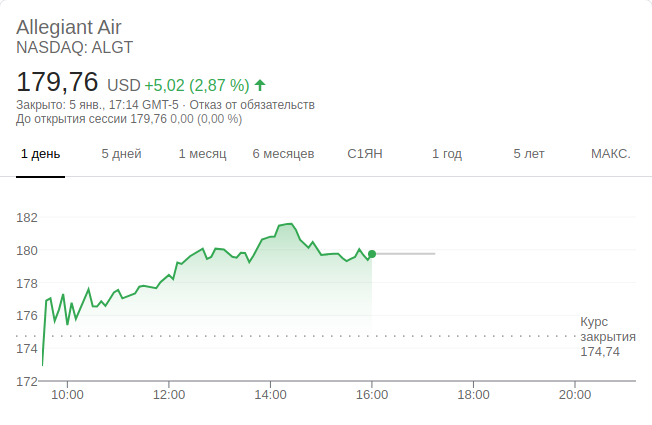 Allegiant Air
NASDAQ: ALGT
179,76 USD +5,02 (2,87 %)
Закрыто: 5 янв., 17:14 GMT-5 · Отказ от обязательств
До открытия сессии 179,76 0,00 (0,00 %)
1 день 5 дней 1 месяц 6 месяцев С1ЯН 1 год 5 лет МАКС.
182
180
178
176
174
172
Курс
закрытия
174,74
10:00 12:00 14:00 16:00 18:00 20:00